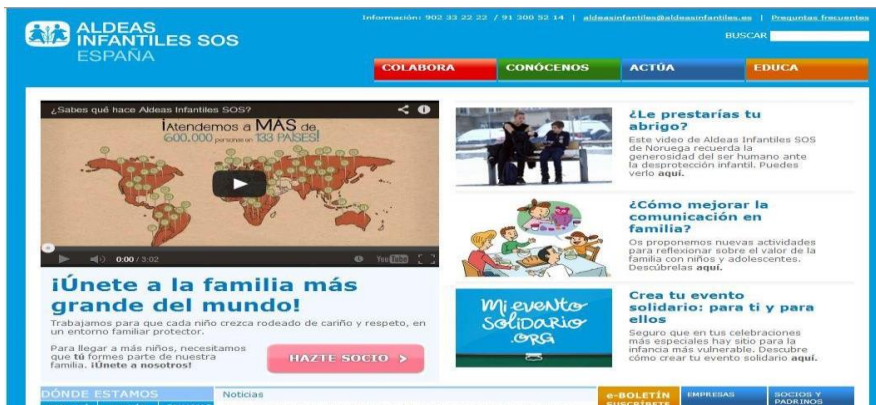 Información: 902 33 22 22 / 91 300 52 14 | aldeasinfantiles@aldeasinfantiles.es | Preguntas frecuentes
ALDEAS
INFANTILES SOS
ESPAÑA
BUSCAR
COLABORA CONÓCENOS ACTÚA EDUCA
¿Sabes qué hace Aldeas Infantiles SOS?
¡Atendemos a MÁS de
600.000 personas en 133 PAÍSES!
0:00 / 3:02 YouTube
¡Únete a la familia más
grande del mundo!
Trabajamos para que cada niño crezca rodeado de cariño y respeto, en
un entorno familiar protector.
Para llegar a más niños, necesitamos
que tú formes parte de nuestra
familia. ¡Únete a nosotros!
HAZTE SOCIO >
¿Le prestarías tu
abrigo?
Este video de Aldeas Infantiles SOS
de Noruega recuerda la
generosidad del ser humano ante
la desprotección infantil. Puedes
verlo aquí.
¿Cómo mejorar la
comunicación en
familia?
Os proponemos nuevas actividades
para reflexionar sobre el valor de la
familia con niños y adolescentes.
Descúbrelas aquí.
Mi evento
Solidario
.org
Crea tu evento
solidario: para ti y para
ellos
Seguro que en tus celebraciones
más especiales hay sitio para la
infancia más vulnerable. Descubre
cómo crear tu evento solidario aquí.
DÓNDE ESTAMOS
Noticias
e-BOLETÍN
SUSCRÍBETE
EMPRESAS
SOCIOS Y
PADRINOS